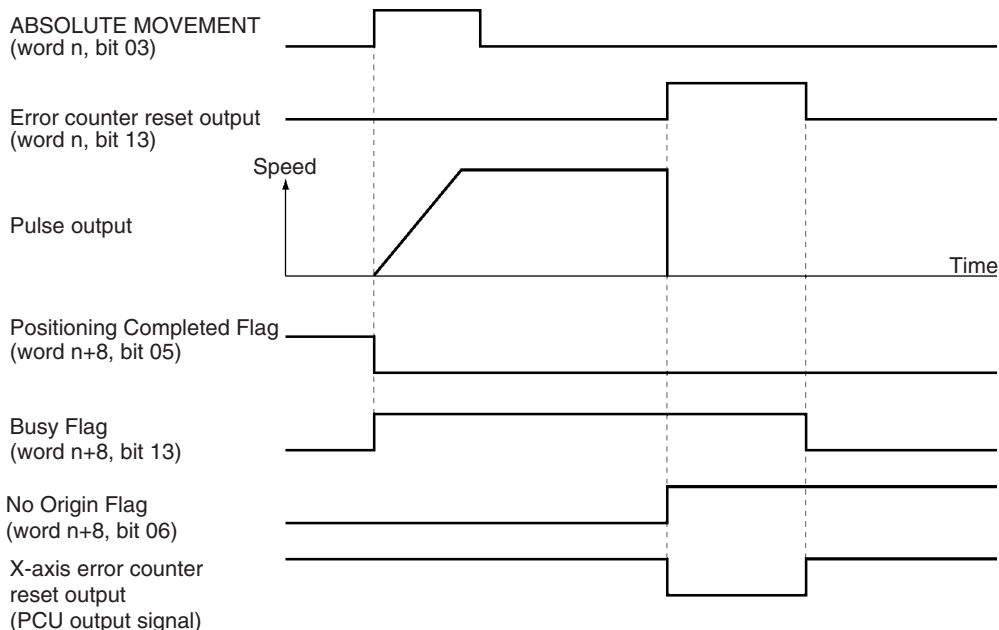 ABSOLUTE MOVEMENT
(word n, bit 03)
Error counter reset output
(word n, bit 13)
Speed
Pulse output
Time
Positioning Completed Flag
(word n+8, bit 05)
Busy Flag
(word n+8, bit 13)
No Origin Flag
(word n+8, bit 06)
X-axis error counter
reset output
(PCU output signal)